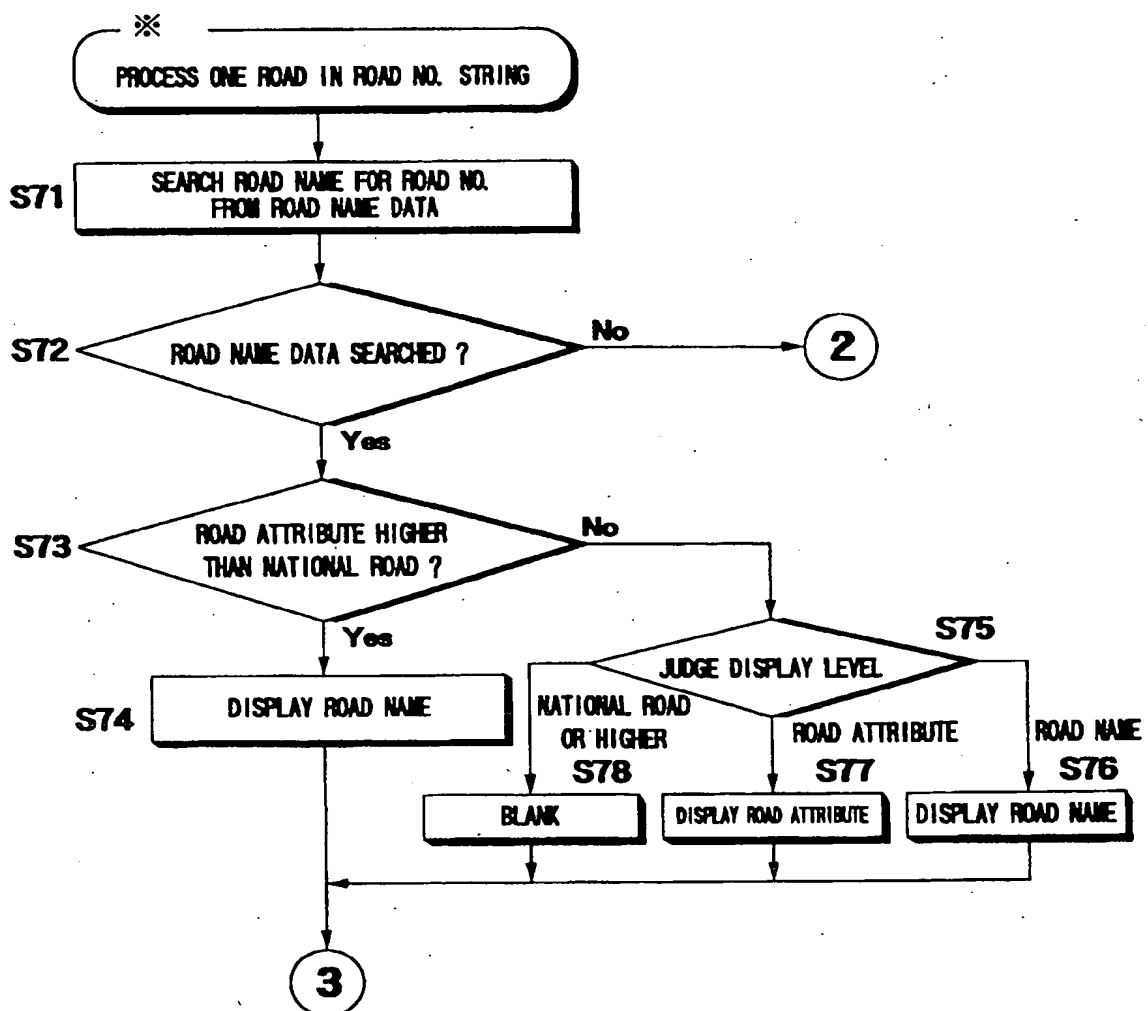 ※
PROCESS ONE ROAD IN ROAD NO. STRING
S71
SEARCH ROAD NAME FOR ROAD NO.
FROM ROAD NAME DATA
S72
ROAD NAME DATA SEARCHED ?
No
2
Yes
S73
ROAD ATTRIBUTE HIGHER
THAN NATIONAL ROAD ?
No
Yes
S75
JUDGE DISPLAY LEVEL
S74
DISPLAY ROAD NAME
NATIONAL ROAD
OR HIGHER
ROAD ATTRIBUTE
ROAD NAME
S78
S77
S76
BLANK
DISPLAY ROAD ATTRIBUTE
DISPLAY ROAD NAME
3